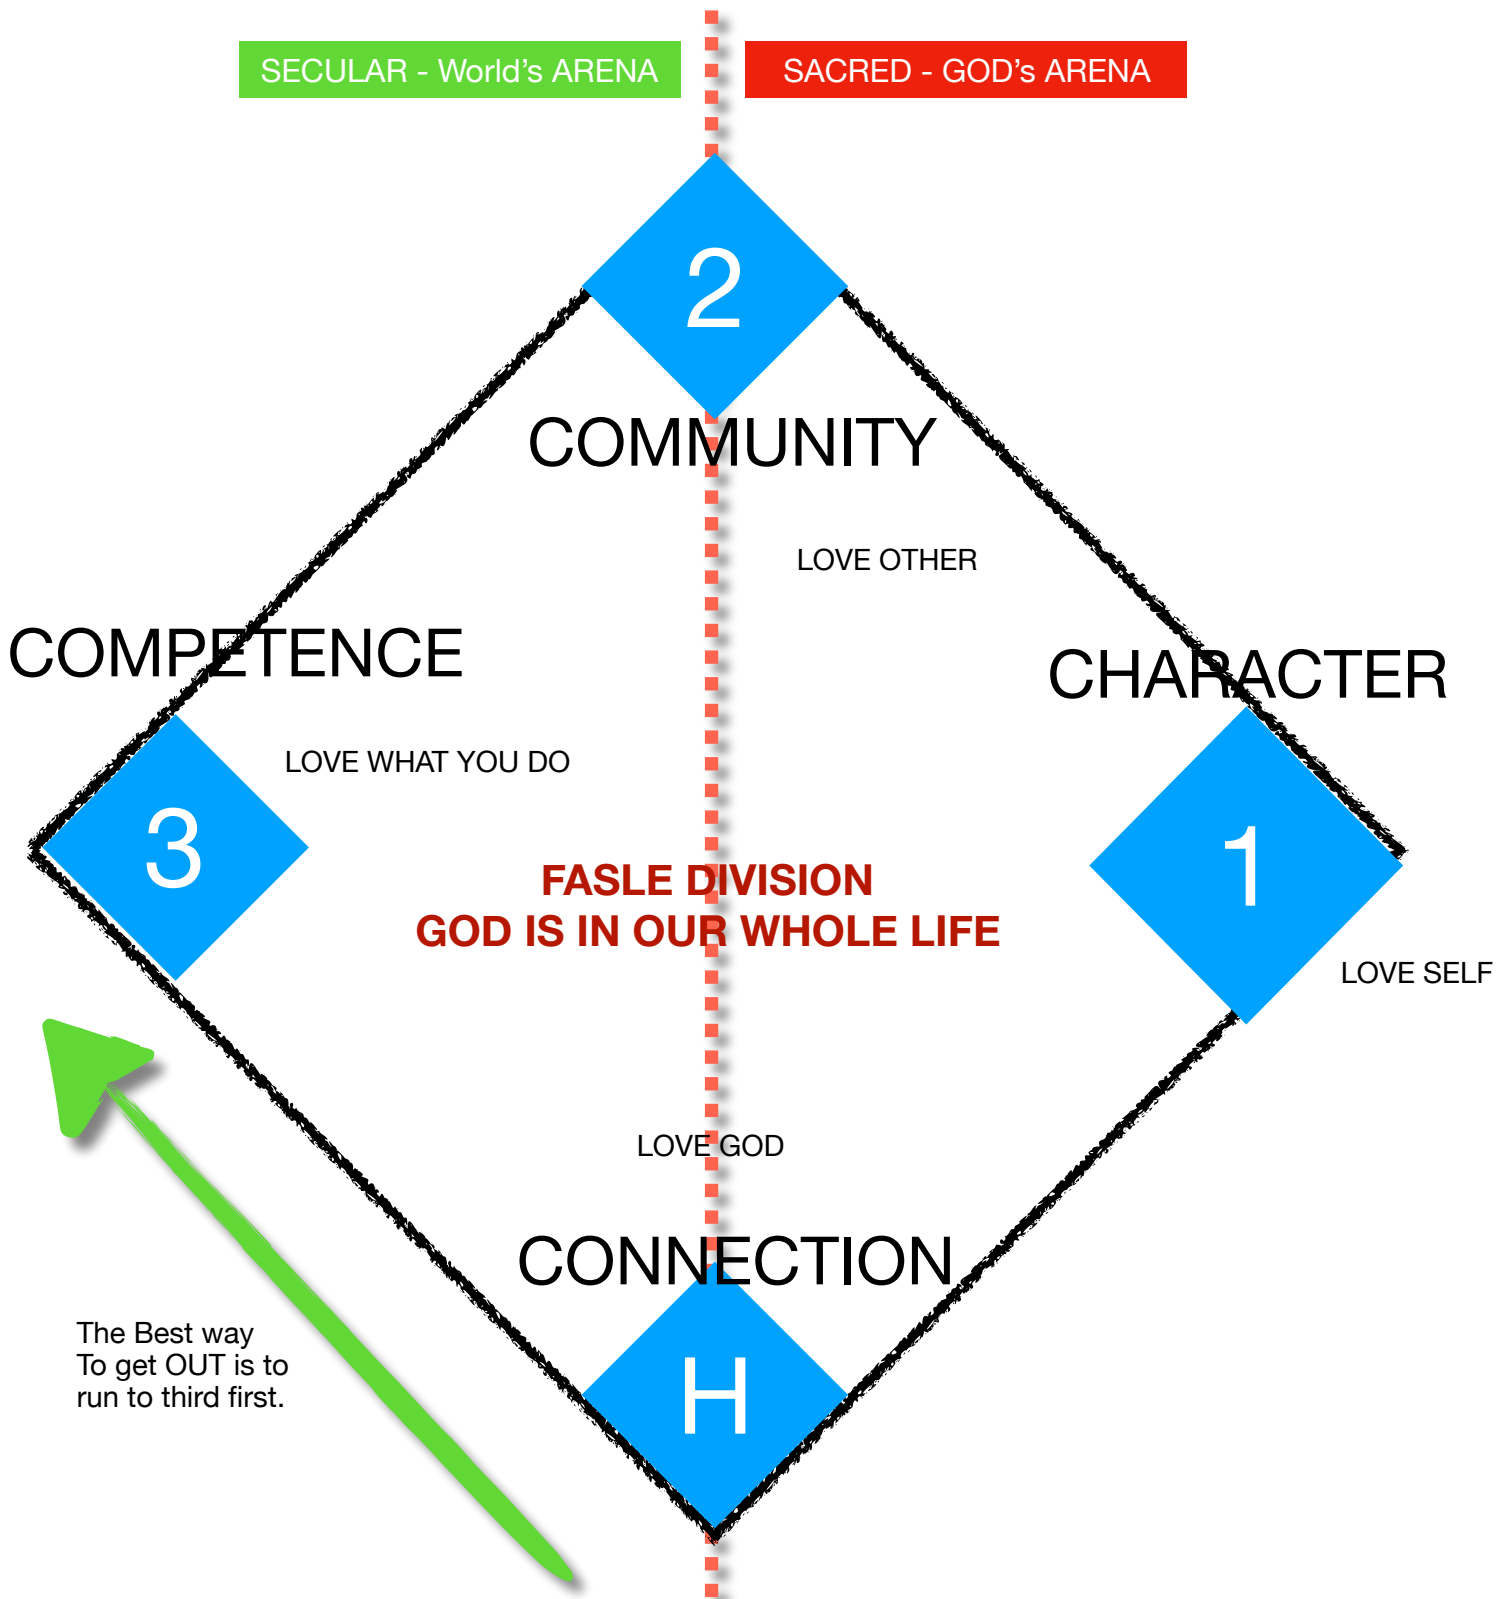 SECULAR - World's ARENA
SACRED - GOD's ARENA
2
COMMUNITY
LOVE OTHER
COMPETENCE
CHARACTER
LOVE WHAT YOU DO
3
1
FASLE DIVISION
GOD IS IN OUR WHOLE LIFE
LOVE SELF
LOVE GOD
CONNECTION
The Best way
To get OUT is to
run to third first.
H